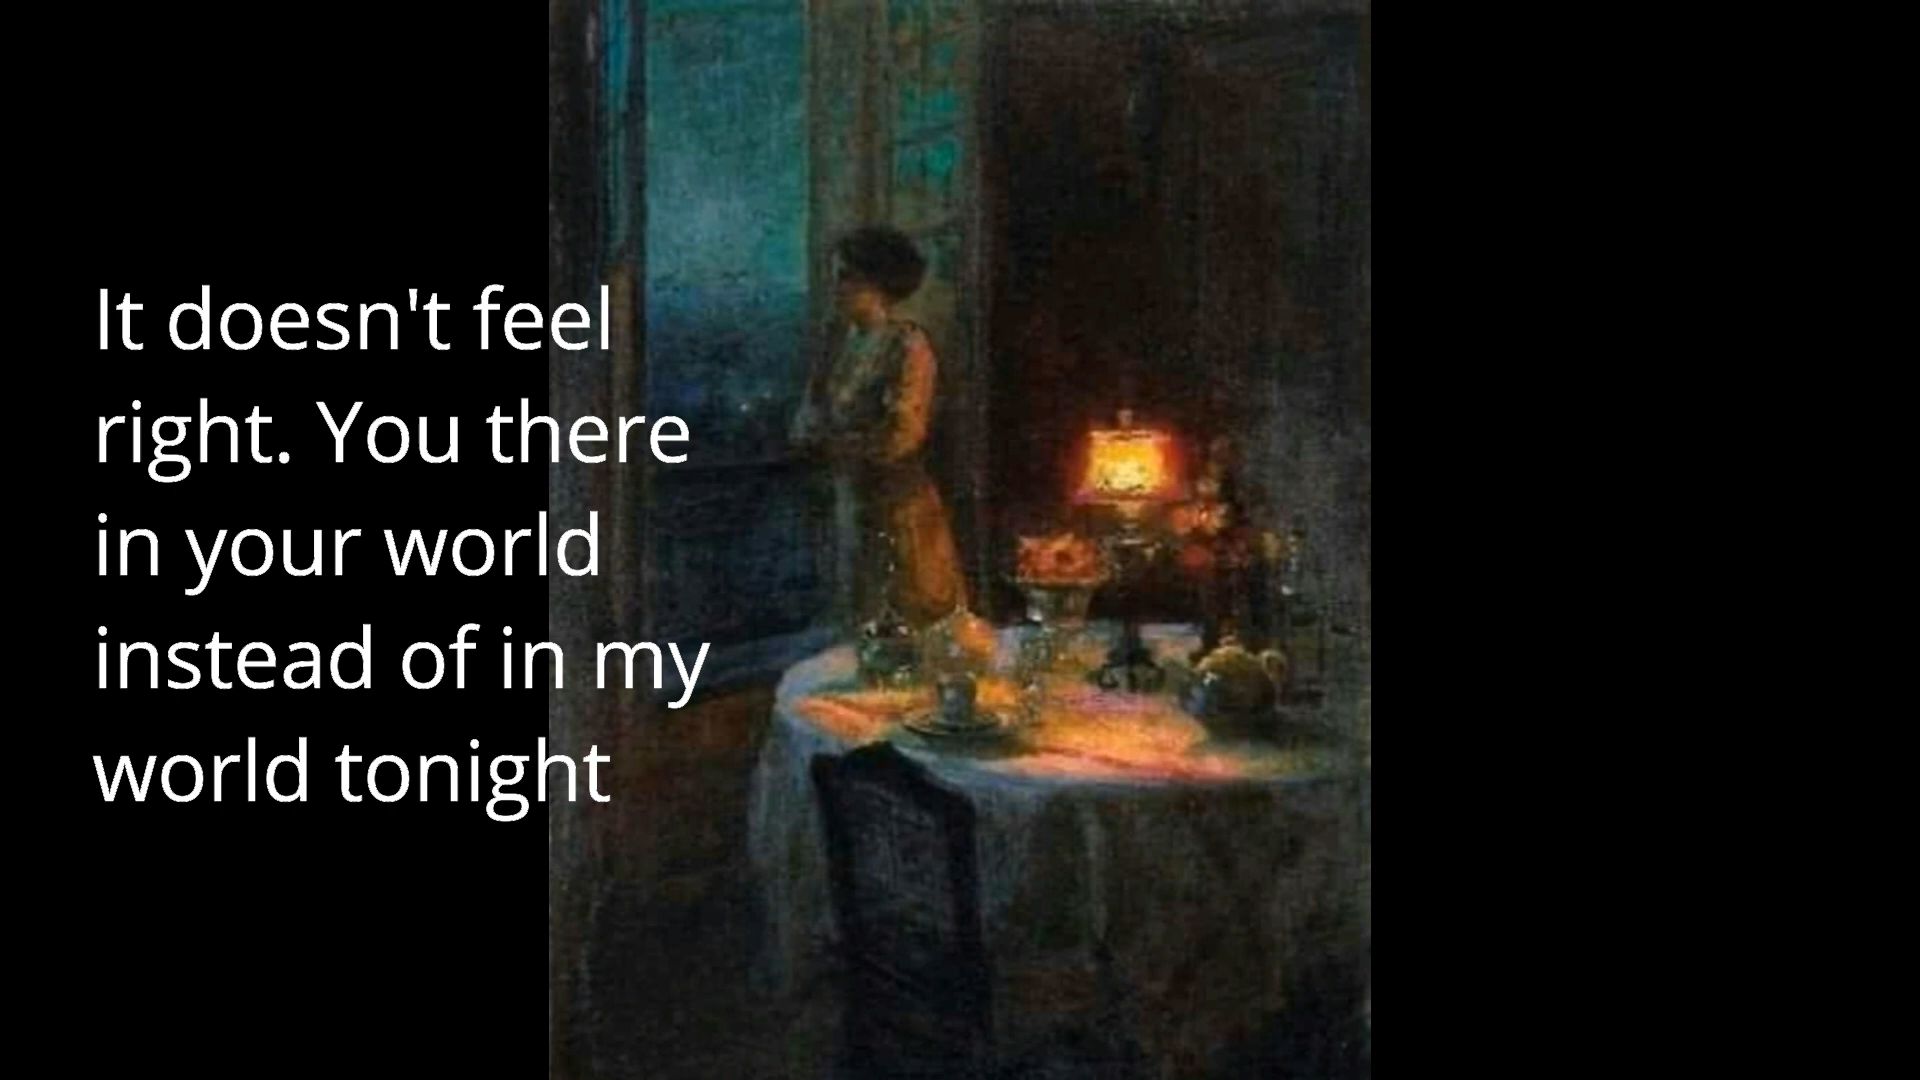 It doesn't feel
right. You there
in your world
instead of in my
world tonight